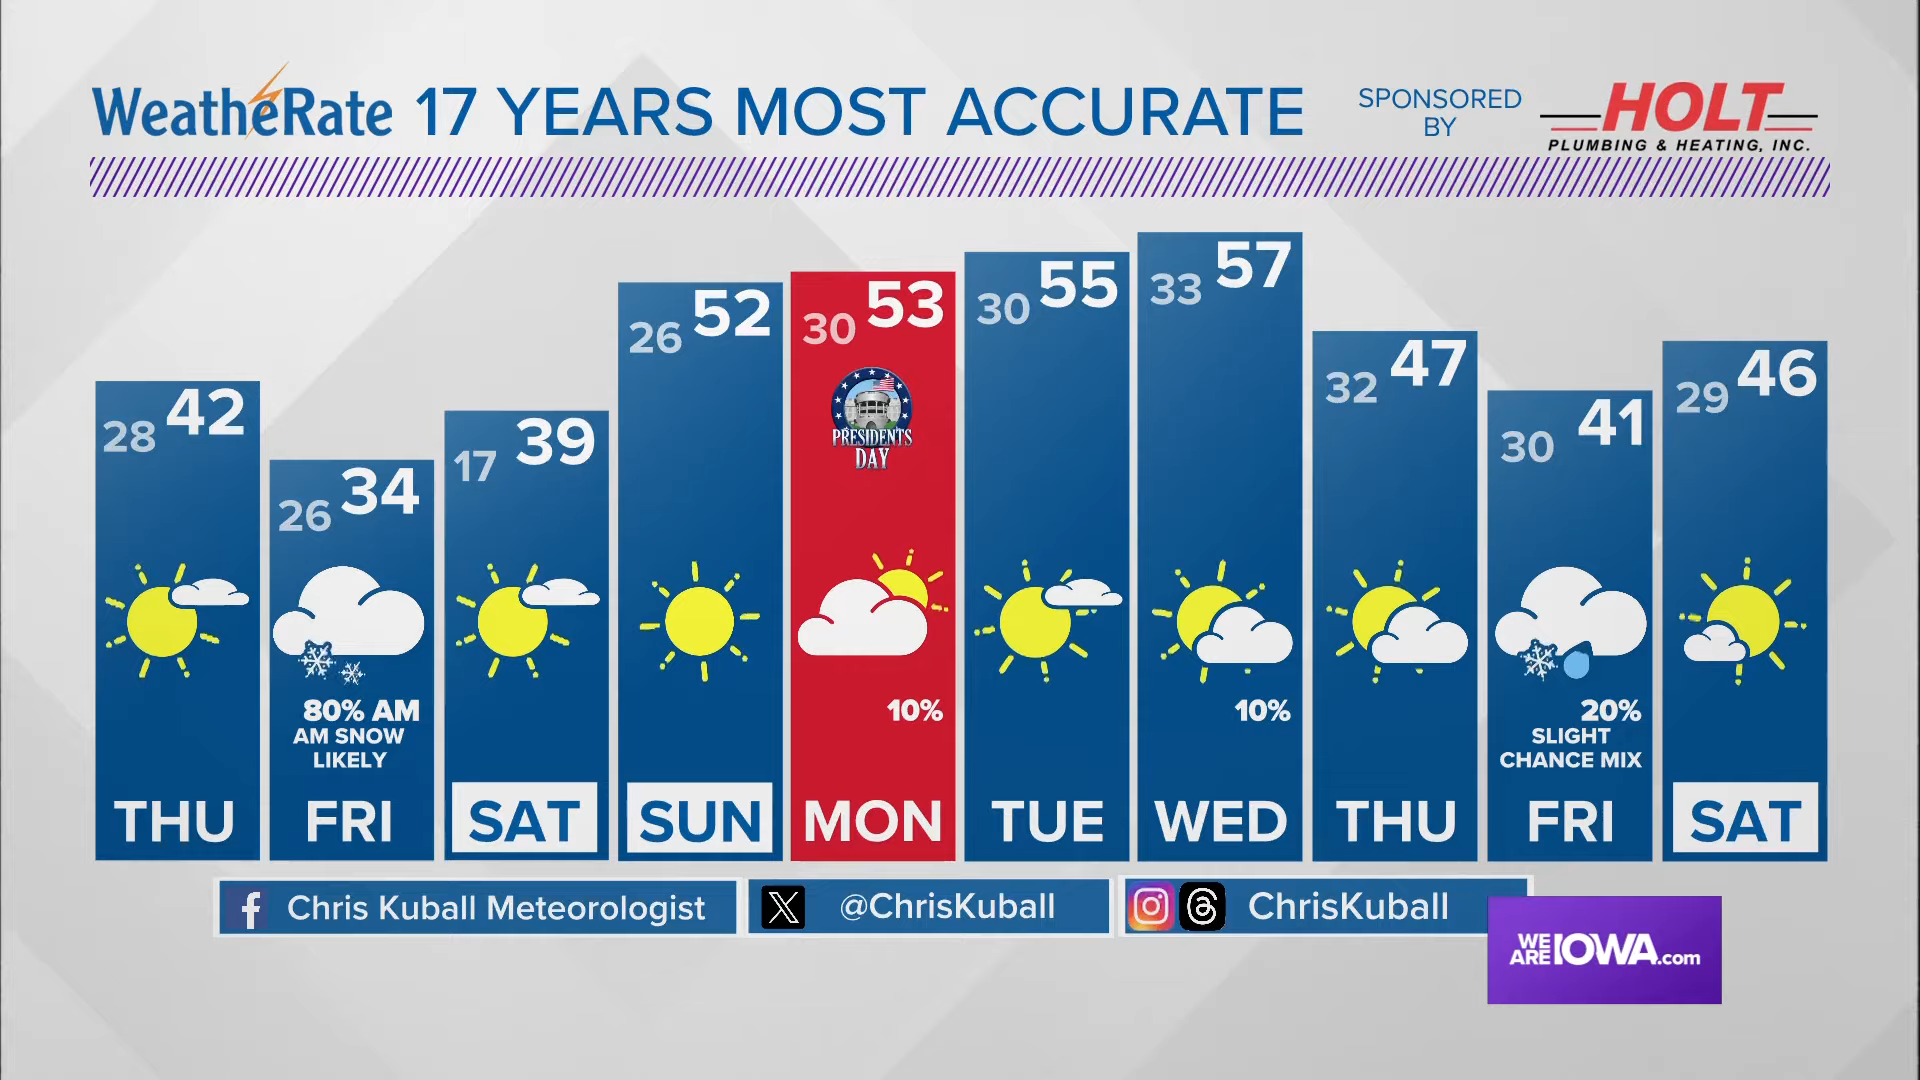 WeatheRate 17 YEARS MOST ACCURATE
SPONSORED
BY
HOLT
PLUMBING & HEATING, INC.
28 42
26 34
17 39
26 52
30 53
30 55
33 57
32 47
30 41
29 46
PRESIDENTS
DAY
80% AM
AM SNOW
LIKELY
10%
10%
20%
SLIGHT
CHANCE MIX
THU FRI SAT SUN MON TUE WED THU FRI SAT
f Chris Kuball Meteorologist
X @ChrisKuball
ChrisKuball
WE
ARE IOWA.com